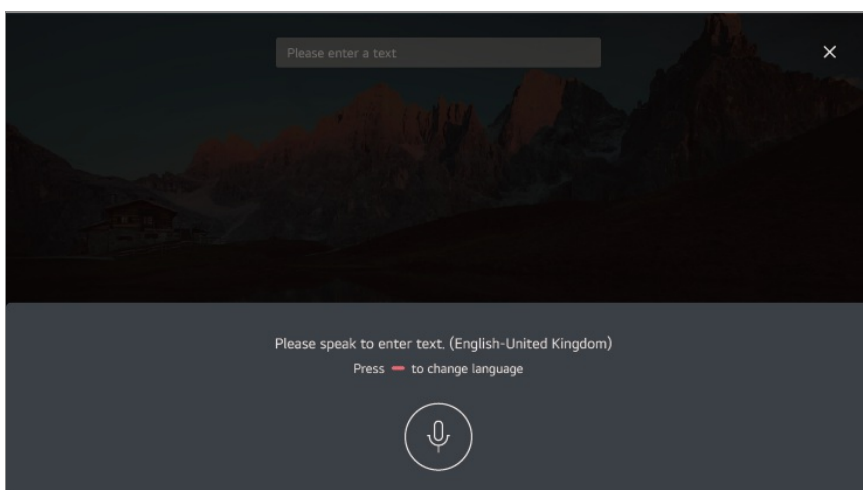 Please enter a text
Please speak to enter text. (English-United Kingdom)
Press to change language